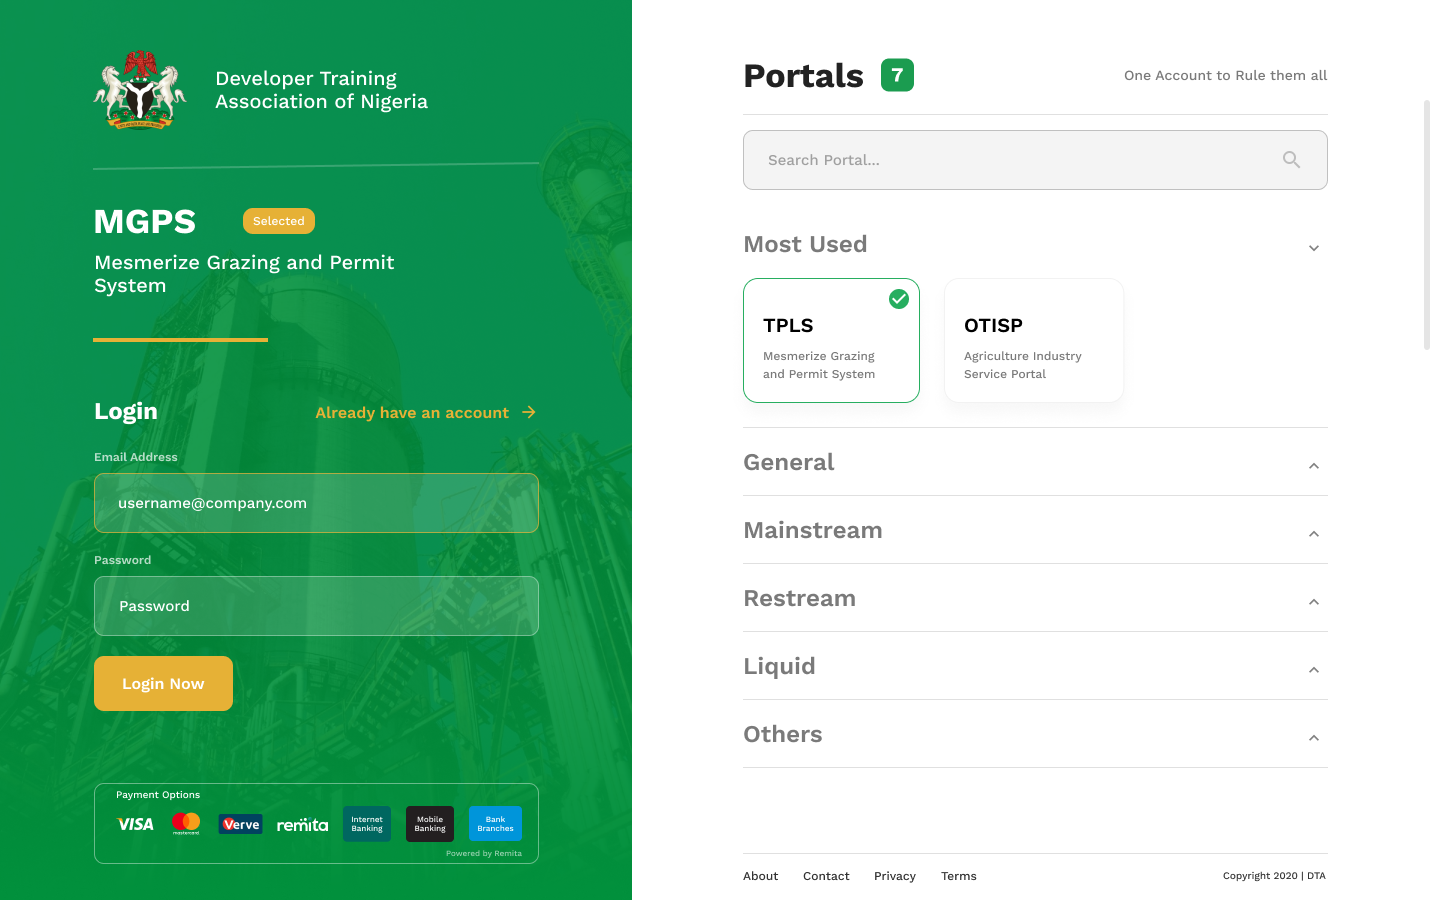 Developer Training
Association of Nigeria
MGPS
Selected
Mesmerize Grazing and Permit
System
Login
Already have an account
Email Address
username@company.com
Password
Password
Login Now
Payment Options
VISA
mastercard
Verve
remita
Internet
Banking
Mobile
Banking
Bank
Branches
Powered by Remita
Portals
7
One Account to Rule them all
Search Portal...
Most Used
TPLS
Mesmerize Grazing
and Permit System
OTISP
Agriculture Industry
Service Portal
General
Mainstream
Restream
Liquid
Others
About
Contact
Privacy
Terms
Copyright 2020 | DTA